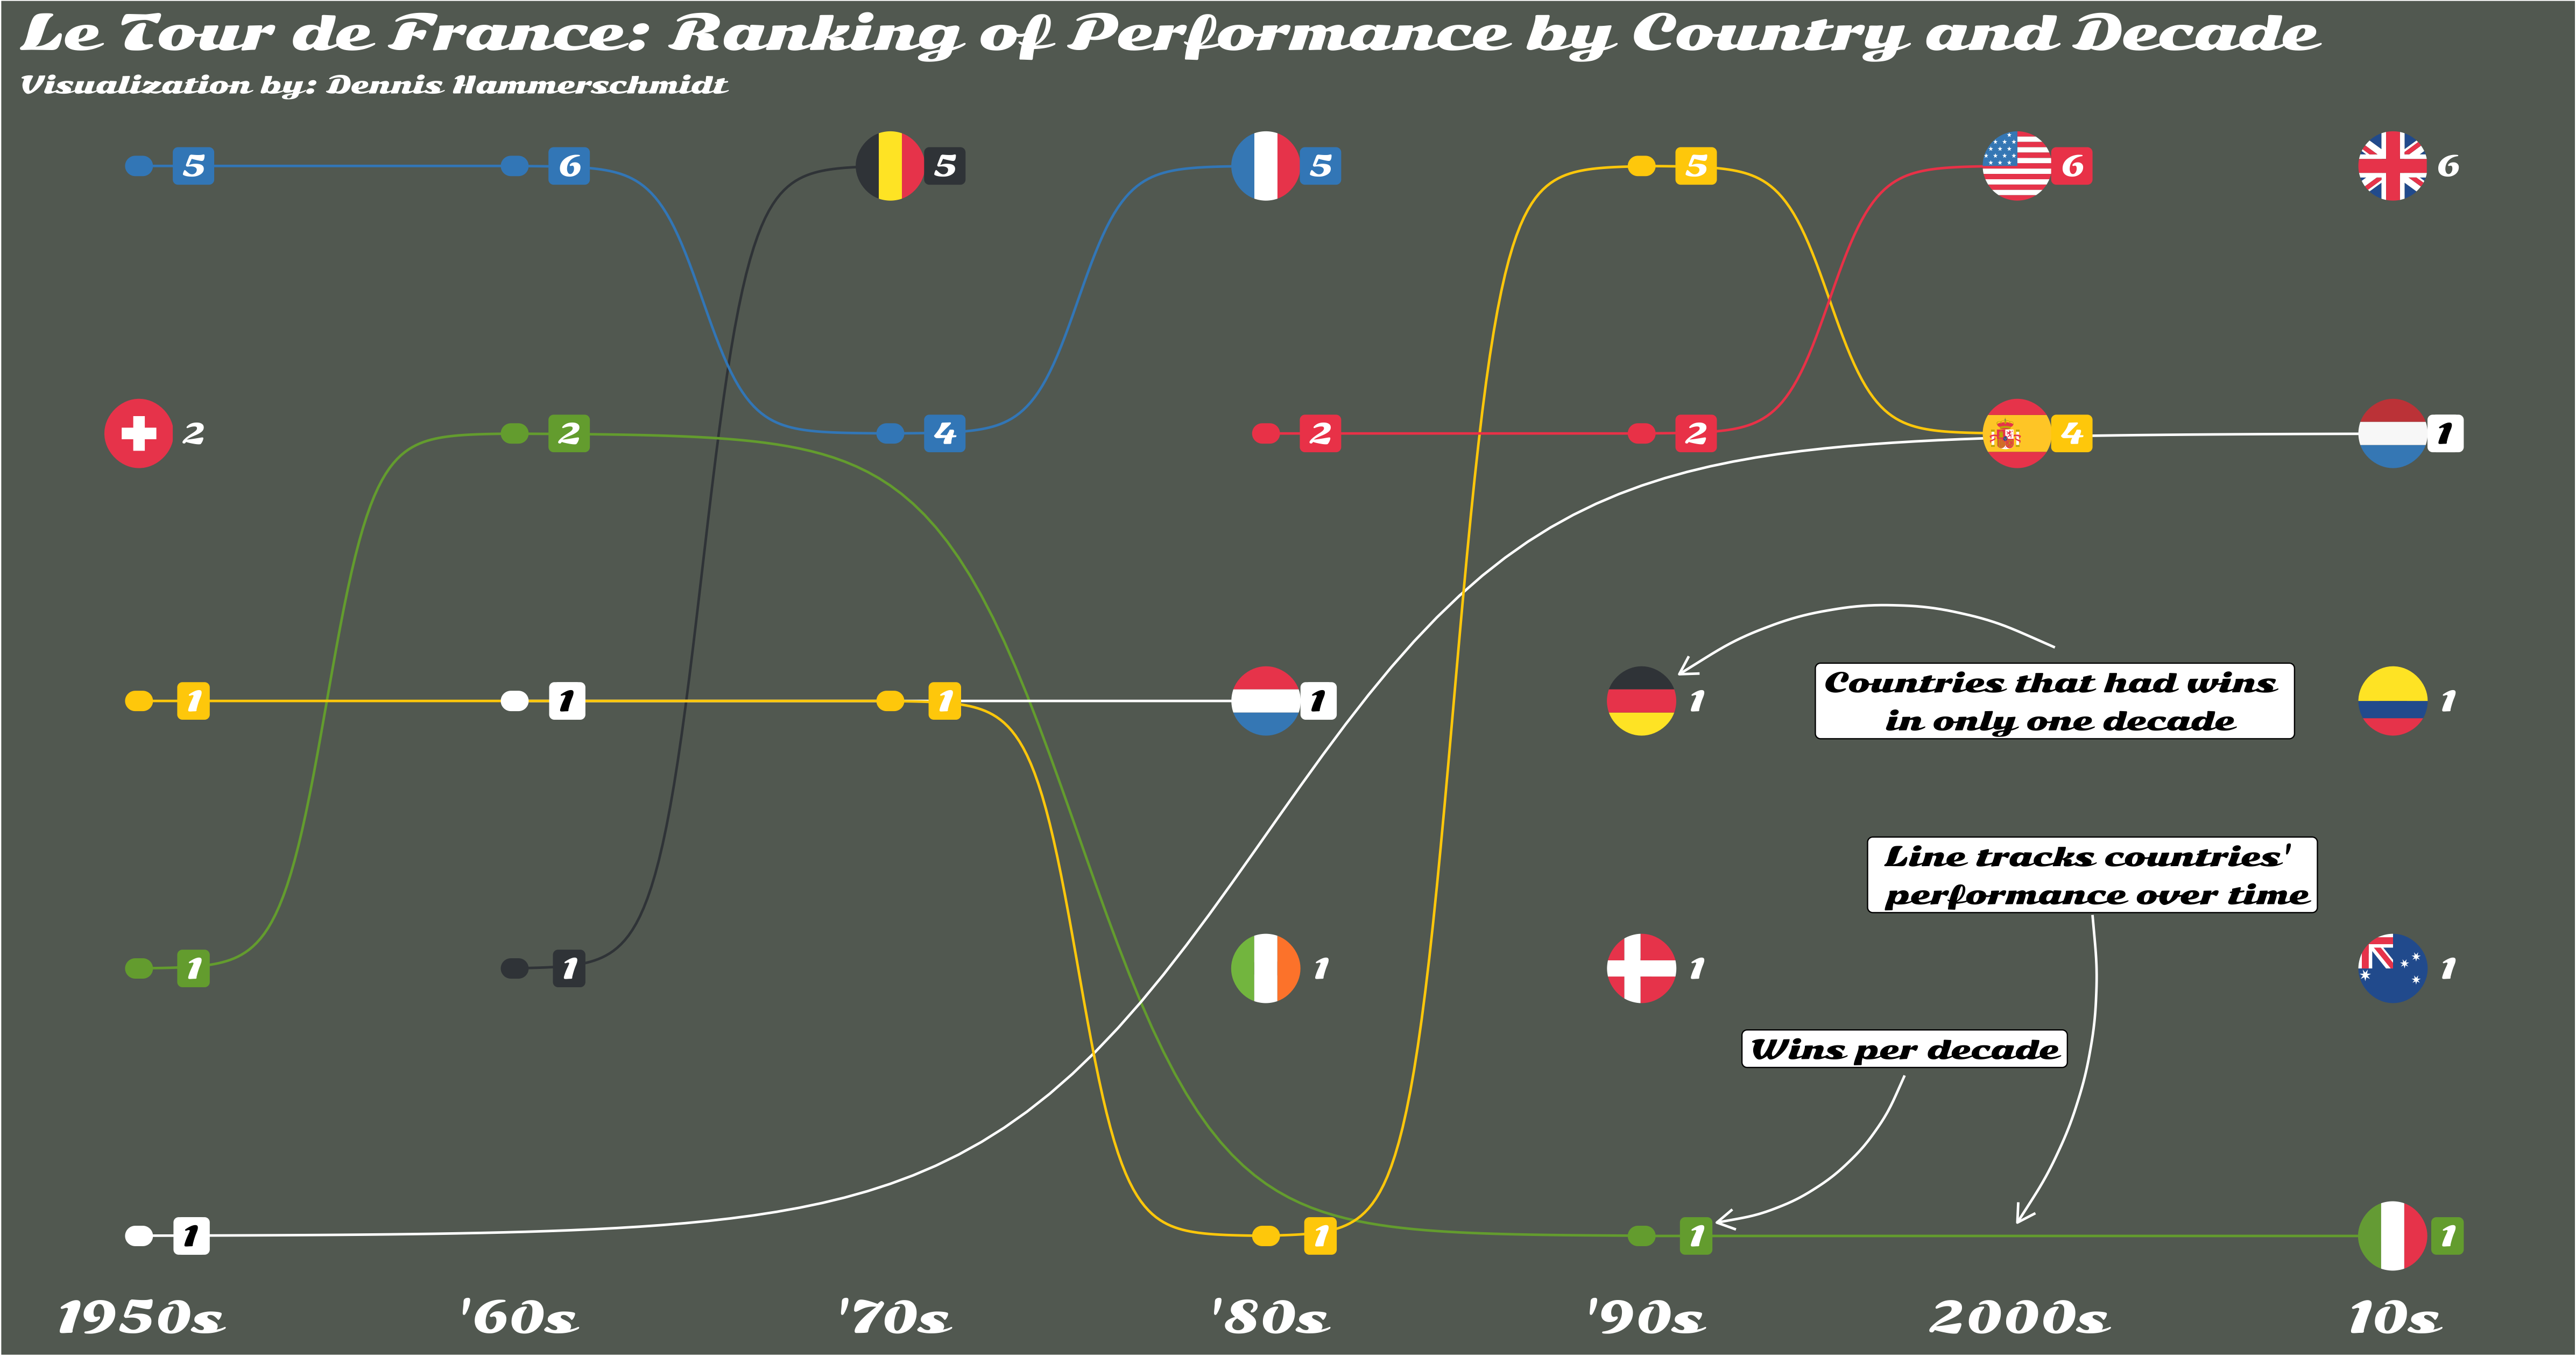 Le Tour de France: Ranking of Performance by Country and Decade
Visualization by: Dennis Hammerschmidt
5 6 5 5 5 6 6
2 2 4 2 2 4 1
1 1 1 1 1 1
Countries that had wins
in only one decade
Line tracks countries'
performance over time
1 1 1 1 1
Wins per decade
1 1 1 1
1950s '60s '70s '80s '90s 2000s 10s